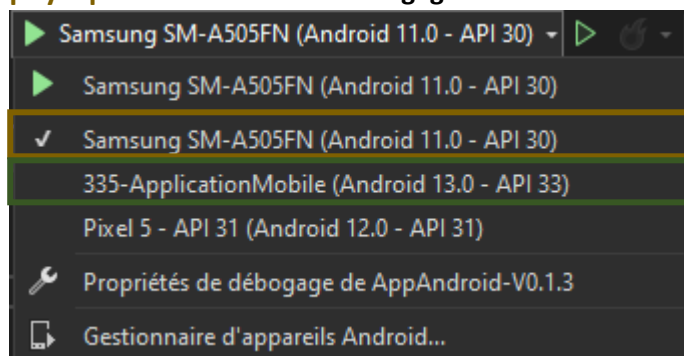 Samsung SM-A505FN (Android 11.0 - API 30)
Samsung SM-A505FN (Android 11.0 - API 30)
Samsung SM-A505FN (Android 11.0 - API 30)
335-ApplicationMobile (Android 13.0 - API 33)
Pixel 5 - API 31 (Android 12.0 - API 31)
Propriétés de débogage de AppAndroid-V0.1.3
Gestionnaire d'appareils Android...